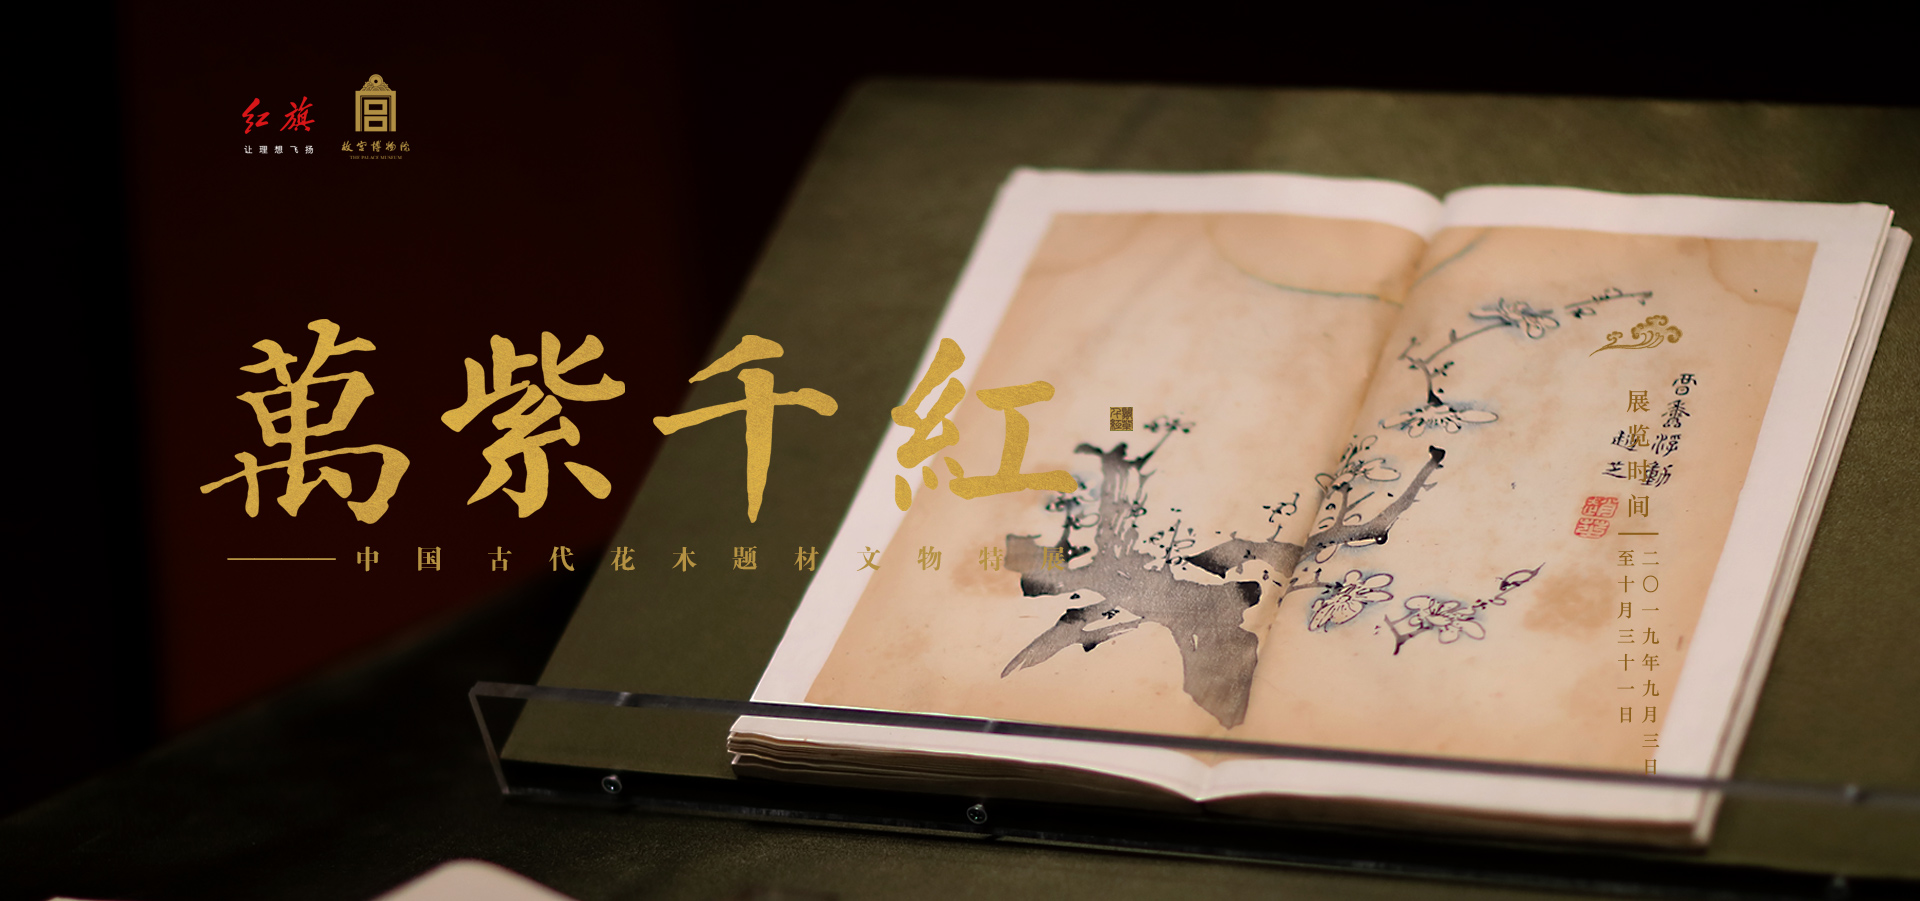 红旗
让理想飞扬
故宫博物院
THE PALACE MUSEUM
萬紫千紅
——中国古代花木题材文物特展
展览时间
二〇一九年九月三日
至十月三十一日